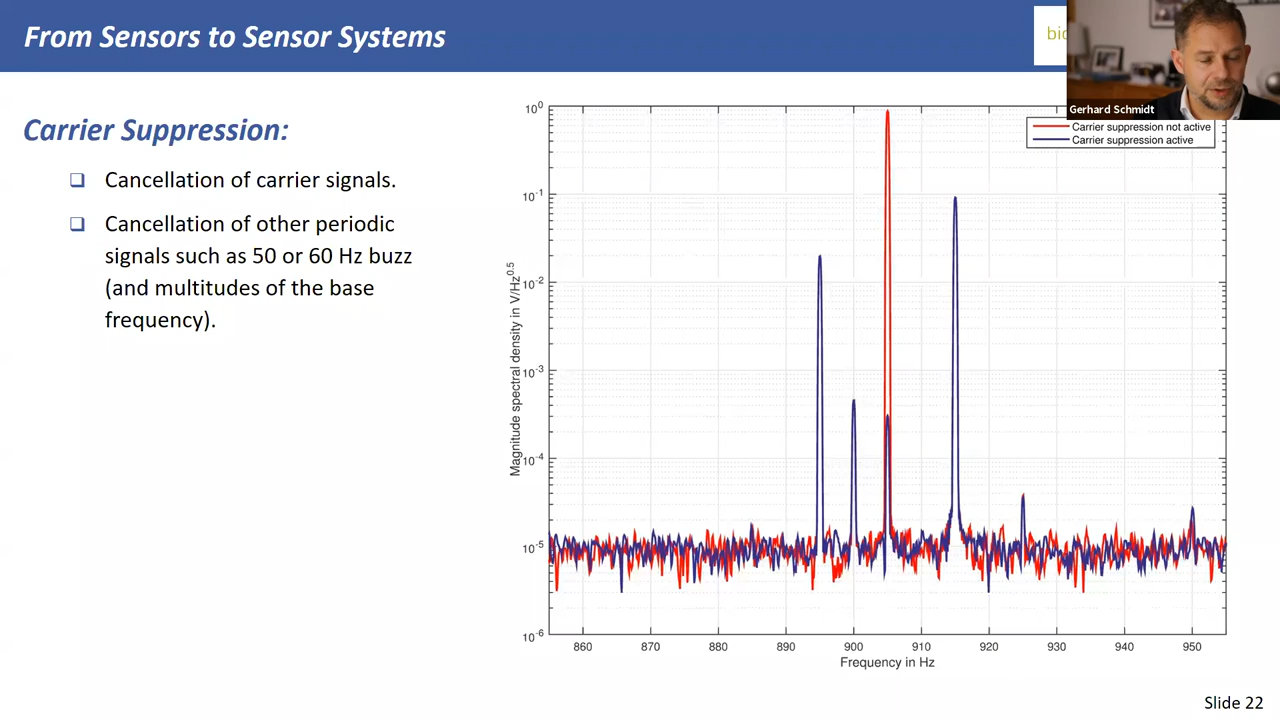 From Sensors to Sensor Systems
Gerhard Schmidt
Carrier Suppression:
Cancellation of carrier signals.
Cancellation of other periodic
signals such as 50 or 60 Hz buzz
(and multitudes of the base
frequency).
Carrier suppression not active
Carrier suppression active
10^0
10^-1
10^-2
10^-3
10^-4
10^-5
10^-6
Magnitude spectral density in V/Hz^0.5
860 870 880 890 900 910 920 930 940 950
Frequency in Hz
Slide 22